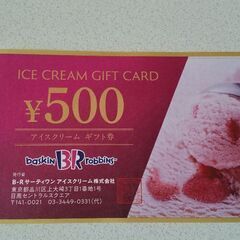 ICE CREAM GIFT CARD
¥500
アイスクリーム ギフト券
baskin BR robbins
発行者
B-R サーティワン アイスクリーム株式会社
東京都品川区上大崎3丁目1番地1号
目黒セントラルスクエア
〒141-0021 03-3449-0331(代)